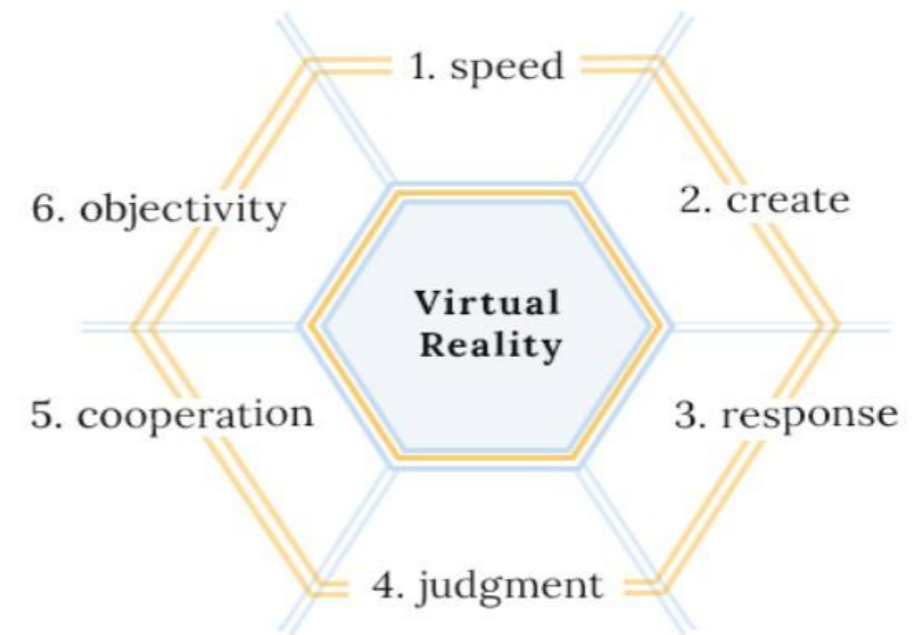 1. speed
2. create
3. response
4. judgment
5. cooperation
6. objectivity
Virtual
Reality